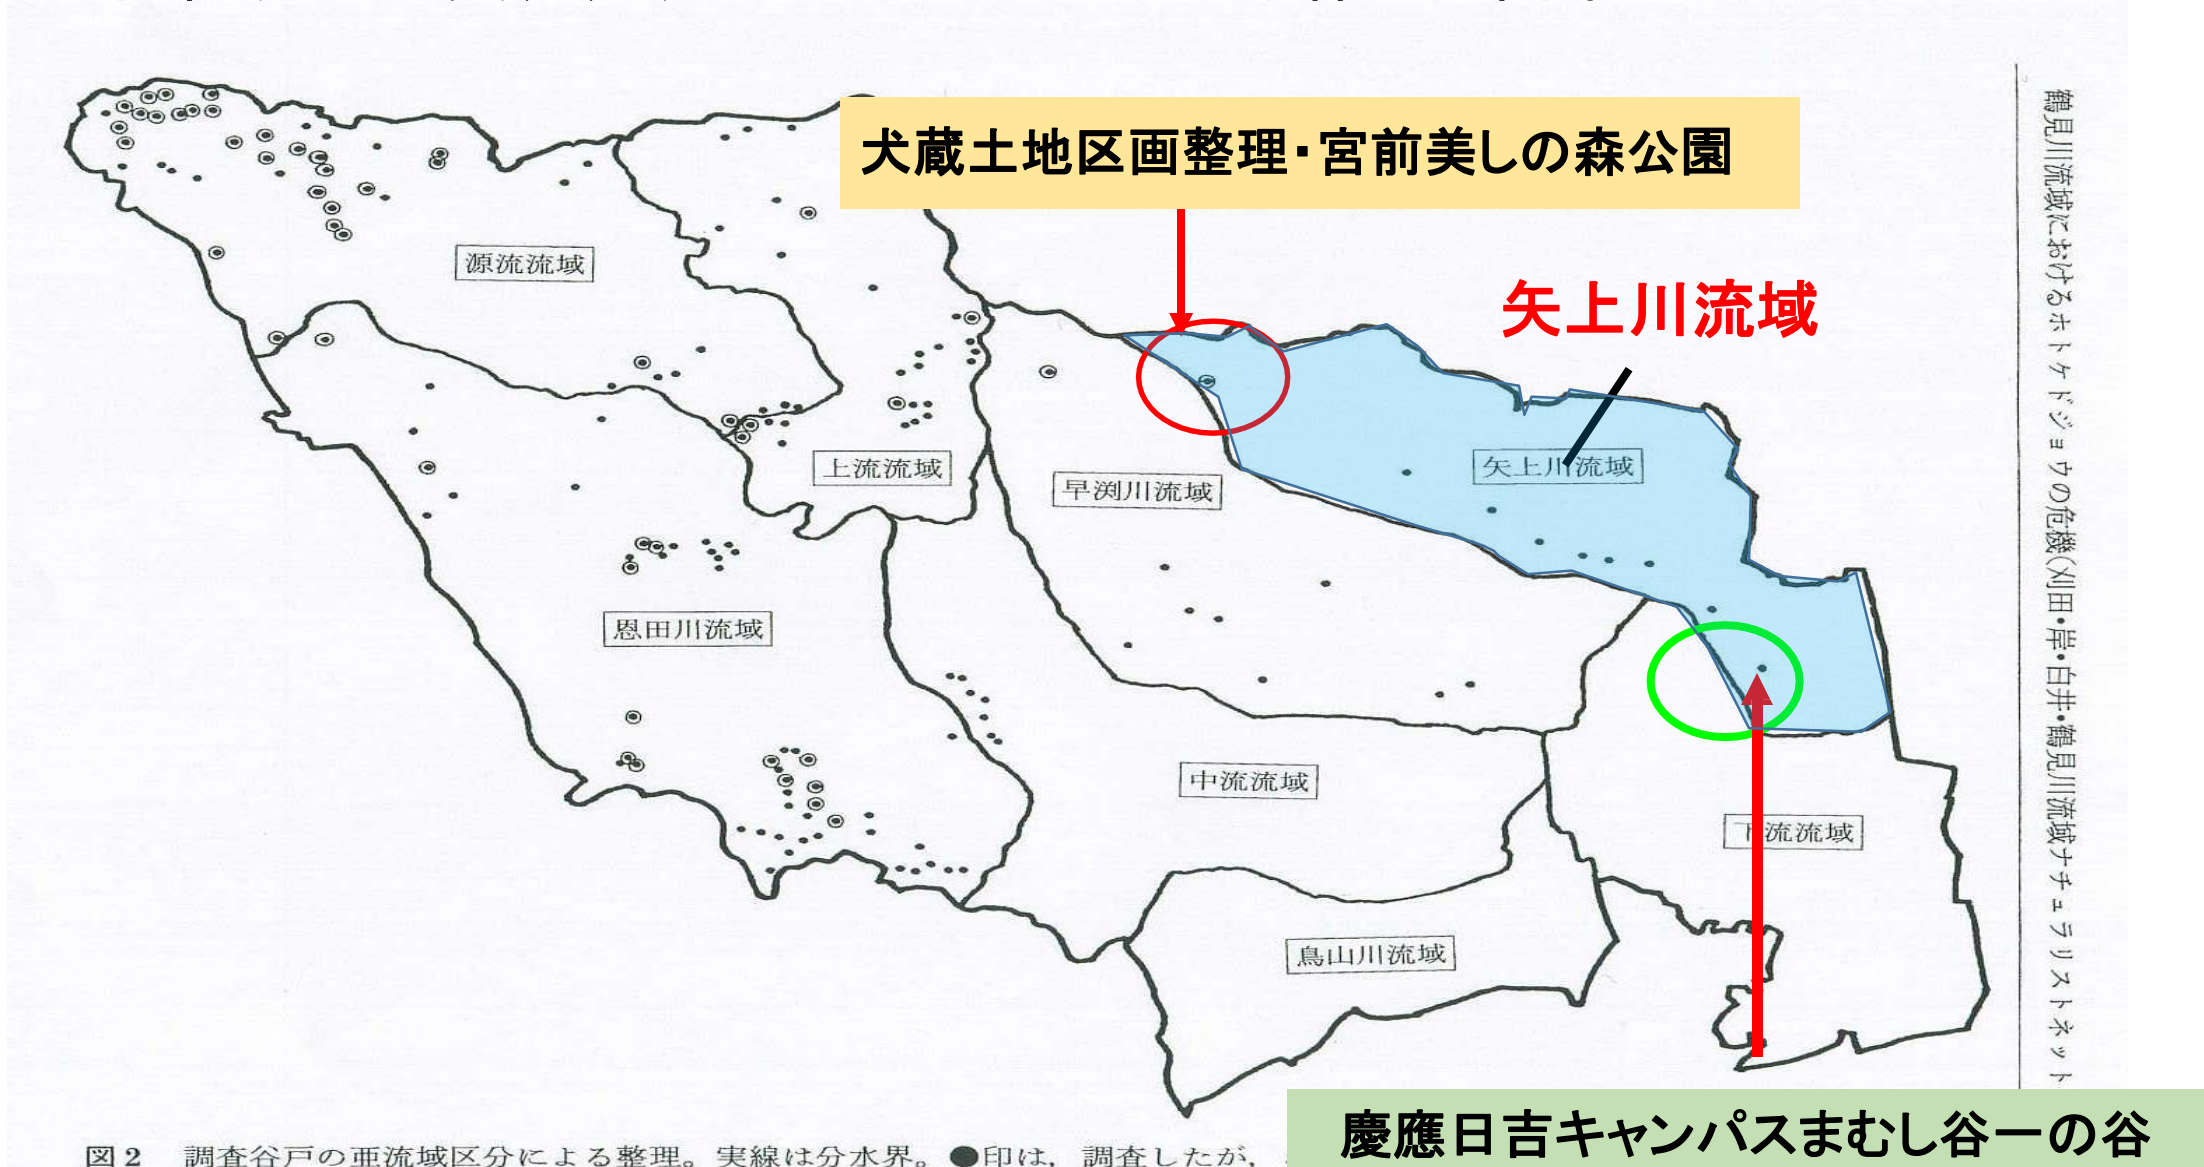 犬蔵土地区画整理・宮前美しの森公園
矢上川流域
源流流域
上流流域
早渕川流域
矢上川流域
恩田川流域
中流流域
下流流域
鳥山川流域
鶴見川流域におけるホトケドジョウの危機(刈田・岸・白井・鶴見川流域ナチュラリストネット
慶應日吉キャンパスまむし谷一の谷
図2 調査谷戸の亜流域区分による整理。実線は分水界。●印は，調査したが，